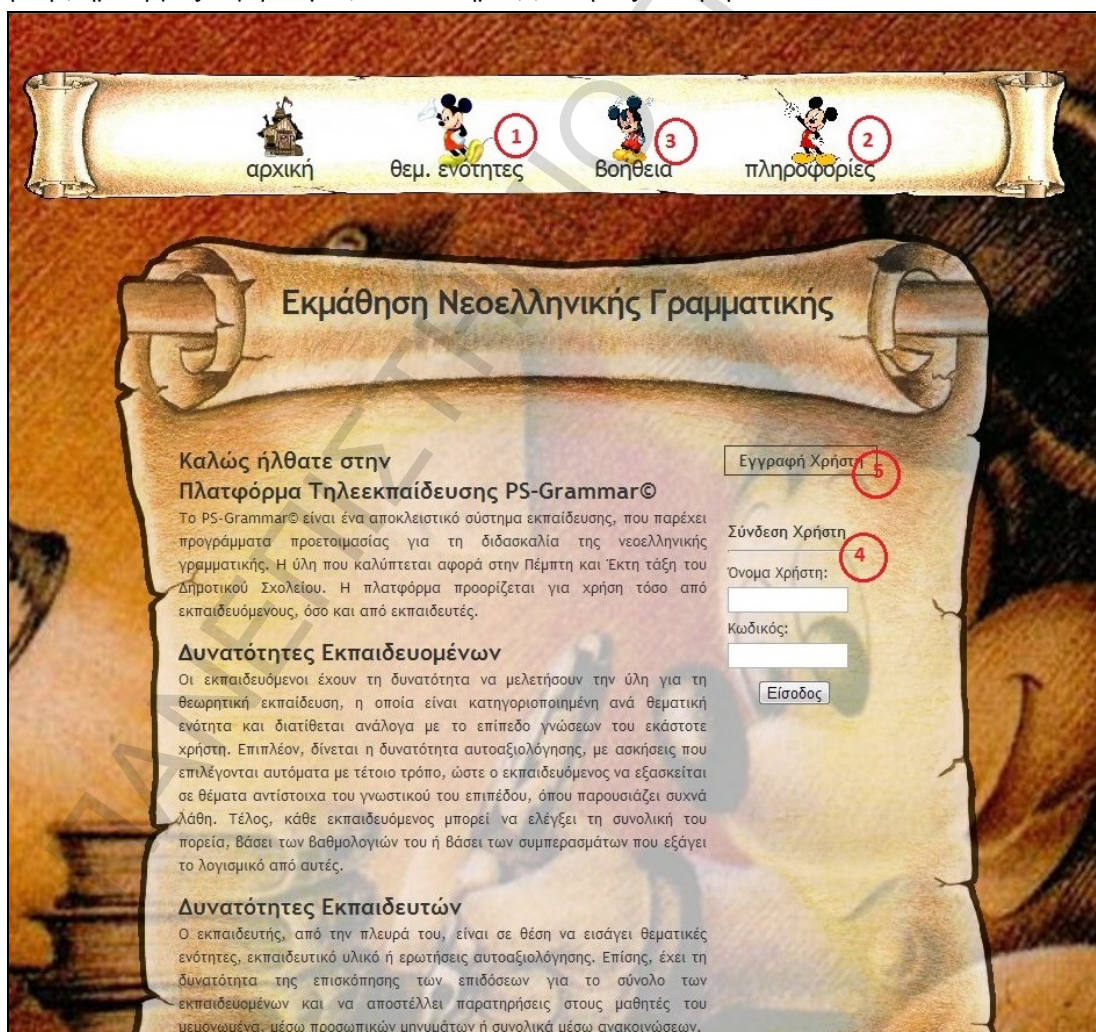 αρχική
θεμ. ενότητες
βοήθεια
πληροφορίες
1
3
2
Εκμάθηση Νεοελληνικής Γραμματικής
Καλώς ήλθατε στην
Πλατφόρμα Τηλεεκπαίδευσης PS-Grammar©
Το PS-Grammar© είναι ένα αποκλειστικό σύστημα εκπαίδευσης, που παρέχει
προγράμματα προετοιμασίας για τη διδασκαλία της νεοελληνικής
γραμματικής. Η ύλη που καλύπτεται αφορά στην Πέμπτη και Έκτη τάξη του
Δημοτικού Σχολείου. Η πλατφόρμα προορίζεται για χρήση τόσο από
εκπαιδευόμενους, όσο και από εκπαιδευτές.
Δυνατότητες Εκπαιδευομένων
Οι εκπαιδευόμενοι έχουν τη δυνατότητα να μελετήσουν την ύλη για τη
θεωρητική εκπαίδευση, η οποία είναι κατηγοριοποιημένη ανά θεματική
ενότητα και διατίθεται ανάλογα με το επίπεδο γνώσεων του εκάστοτε
χρήστη. Επιπλέον, δίνεται η δυνατότητα αυτοαξιολόγησης, με ασκήσεις που
επιλέγονται αυτόματα με τέτοιο τρόπο, ώστε ο εκπαιδευόμενος να εξασκείται
σε θέματα αντίστοιχα του γνωστικού του επιπέδου, όπου παρουσιάζει συχνά
λάθη. Τέλος, κάθε εκπαιδευόμενος μπορεί να ελέγξει τη συνολική του
πορεία, βάσει των βαθμολογιών του ή βάσει των συμπερασμάτων που εξάγει
το λογισμικό από αυτές.
Δυνατότητες Εκπαιδευτών
Ο εκπαιδευτής, από την πλευρά του, είναι σε θέση να εισάγει θεματικές
ενότητες, εκπαιδευτικό υλικό ή ερωτήσεις αυτοαξιολόγησης. Επίσης, έχει τη
δυνατότητα της επισκόπησης των επιδόσεων για το σύνολο των
εκπαιδευομένων και να αποστέλλει παρατηρήσεις στους μαθητές του
μεμονωμένα, μέσω προσωπικών μηνυμάτων ή συνολικά μέσω ανακοινώσεων.
Εγγραφή Χρήστη
5
Σύνδεση Χρήστη
4
Όνομα Χρήστη:
Κωδικός:
Είσοδος